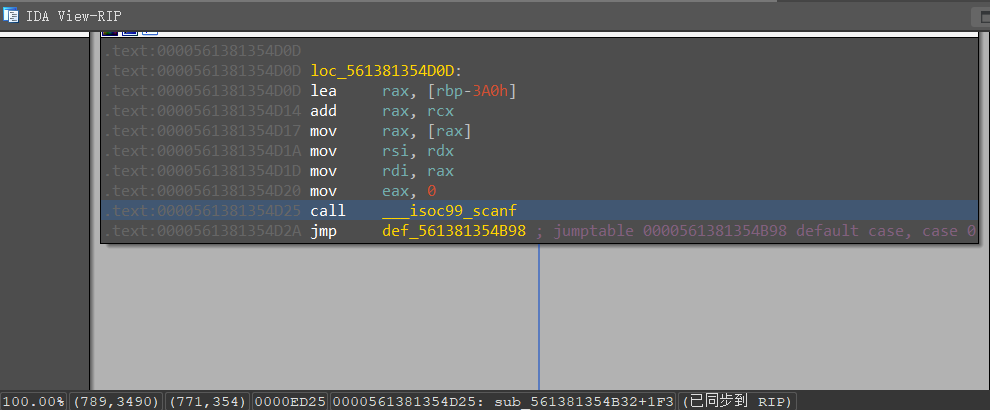 IDA View-RIP
.text:0000561381354D0D
.text:0000561381354D0D loc_561381354D0D:
.text:0000561381354D0D lea rax, [rbp-3A0h]
.text:0000561381354D14 add rax, rcx
.text:0000561381354D17 mov rax, [rax]
.text:0000561381354D1A mov rsi, rdx
.text:0000561381354D1D mov rdi, rax
.text:0000561381354D20 mov eax, 0
.text:0000561381354D25 call ___isoc99_scanf
.text:0000561381354D2A jmp def_561381354B98 ; jumptable 0000561381354B98 default case, case 0
100.00% (789,3490) (771,354) 0000ED25 0000561381354D25: sub_561381354B32+1F3 (已同步到 RIP)